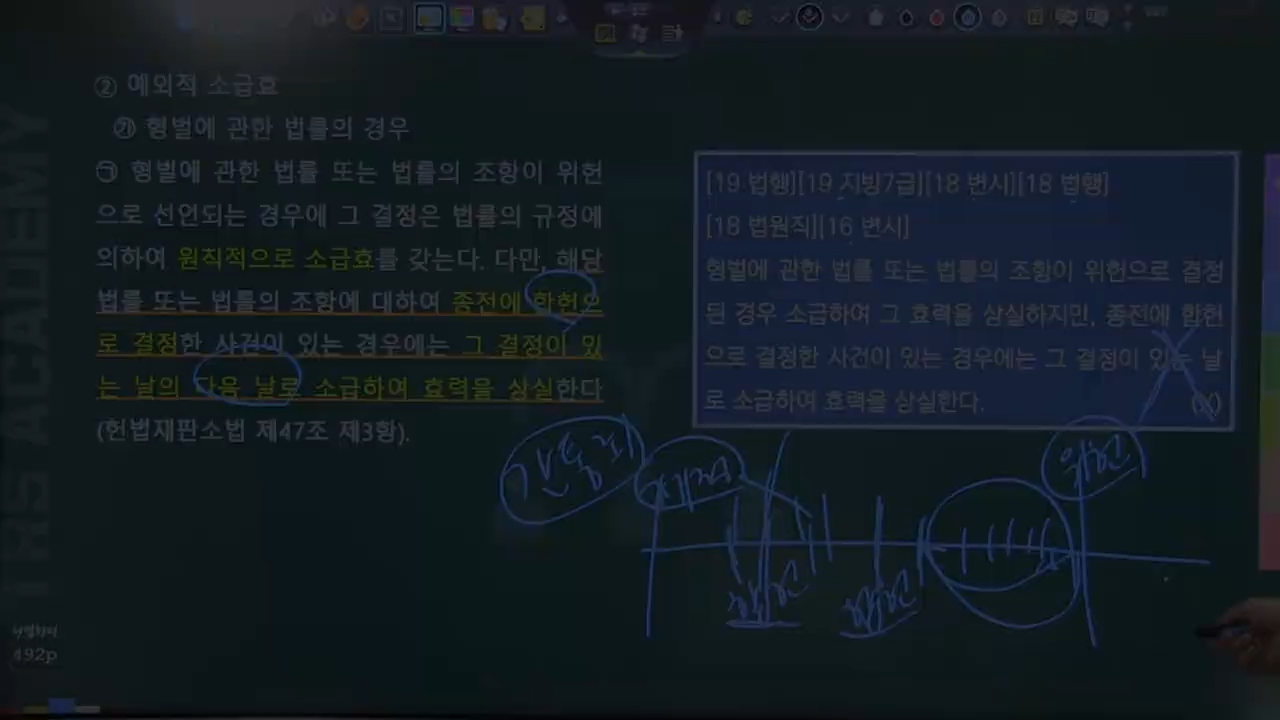 ② 예외적 소급효
㉮ 형벌에 관한 법률의 경우
㉠ 형벌에 관한 법률 또는 법률의 조항이 위헌
으로 선언되는 경우에 그 결정은 법률의 규정에
의하여 원칙적으로 소급효를 갖는다. 다만, 해당
법률 또는 법률의 조항에 대하여 종전에 합헌으
로 결정한 사건이 있는 경우에는 그 결정이 있
는 날의 다음 날로 소급하여 효력을 상실한다
(헌법재판소법 제47조 제3항).
[19 법행][19 지방7급][18 변시][18 법행]
[18 법원직][16 변시]
형벌에 관한 법률 또는 법률의 조항이 위헌으로 결정
된 경우 소급하여 그 효력을 상실하지만, 종전에 합헌
으로 결정한 사건이 있는 경우에는 그 결정이 있는 날
로 소급하여 효력을 상실한다. (X)
간통죄
제정
위헌
합헌
합헌
492p